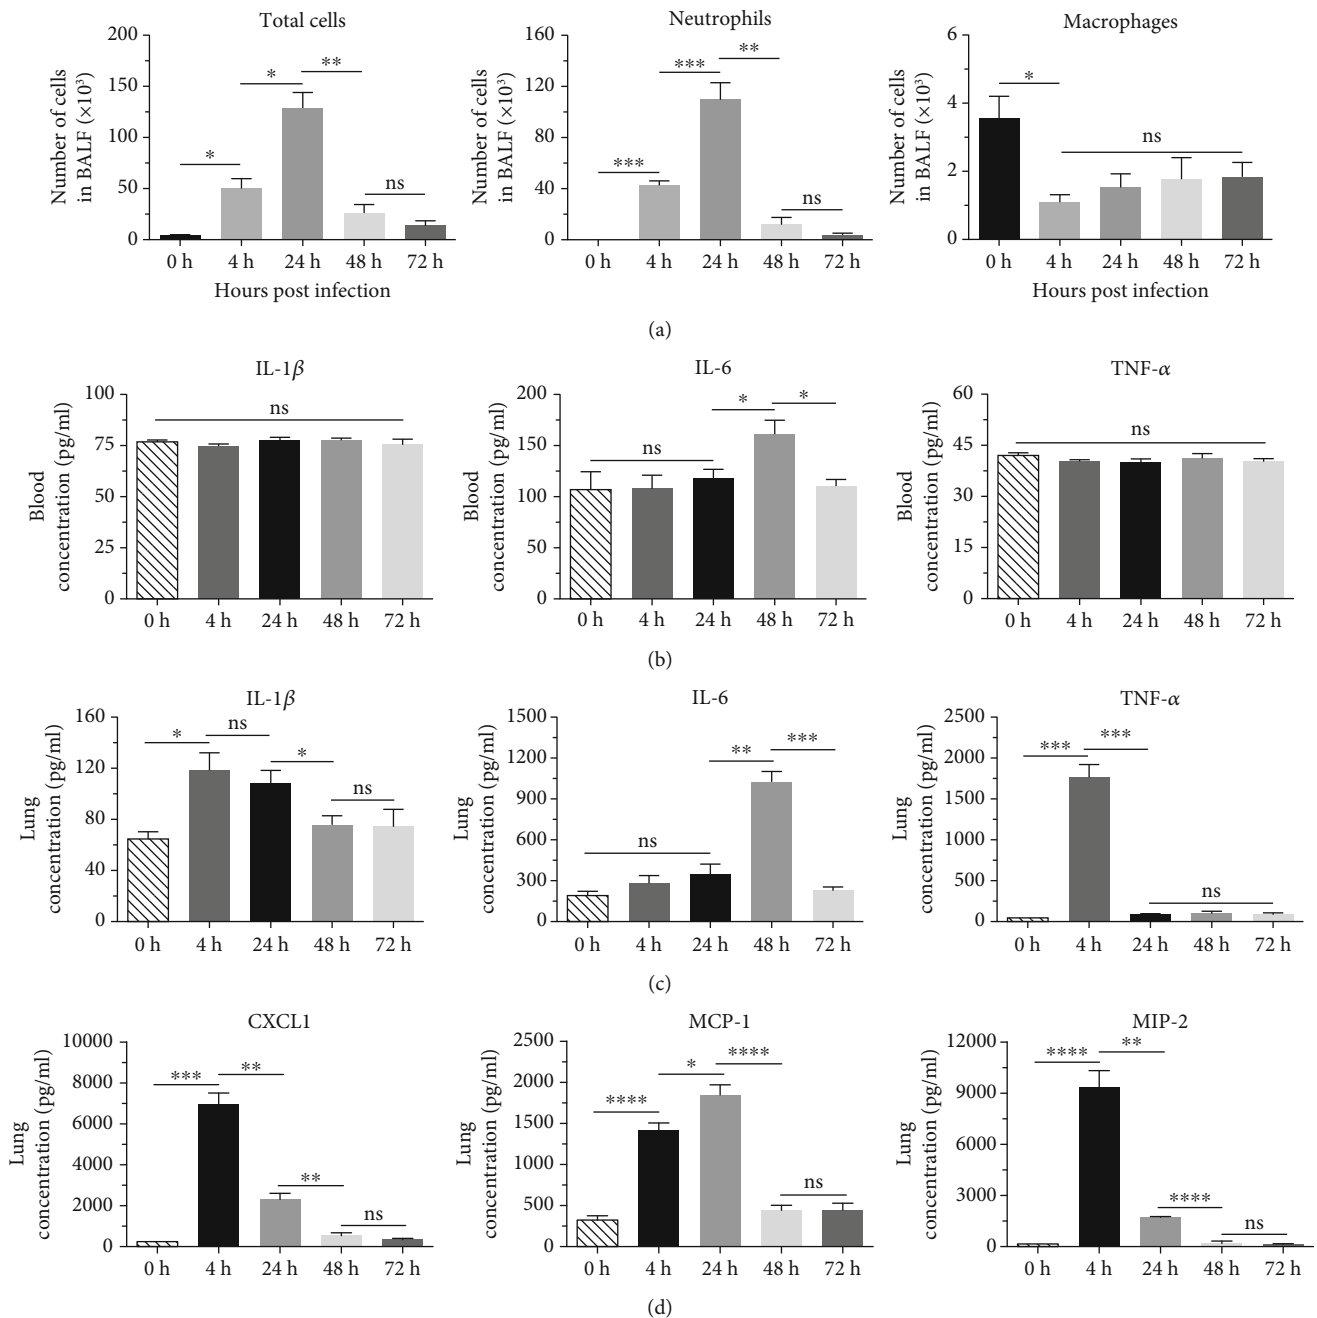 Total cells
Number of cells
in BALF (×10³)
200
150
100
50
0
*
*
**
ns
0 h 4 h 24 h 48 h 72 h
Hours post infection
Neutrophils
Number of cells
in BALF (×10³)
160
120
80
40
0
***
***
**
ns
0 h 4 h 24 h 48 h 72 h
Macrophages
Number of cells
in BALF (×10³)
6
4
2
0
*
ns
0 h 4 h 24 h 48 h 72 h
Hours post infection
(a)
IL-1β
Blood
concentration (pg/ml)
100
75
50
25
0
ns
0 h 4 h 24 h 48 h 72 h
IL-6
Blood
concentration (pg/ml)
200
150
100
50
0
ns
*
*
0 h 4 h 24 h 48 h 72 h
TNF-α
Blood
concentration (pg/ml)
60
45
30
15
0
ns
0 h 4 h 24 h 48 h 72 h
(b)
IL-1β
Lung
concentration (pg/ml)
160
120
80
40
0
*
ns
*
ns
0 h 4 h 24 h 48 h 72 h
IL-6
Lung
concentration (pg/ml)
1500
1200
900
600
300
0
ns
**
***
0 h 4 h 24 h 48 h 72 h
TNF-α
Lung
concentration (pg/ml)
2500
2000
1500
1000
500
0
***
***
ns
0 h 4 h 24 h 48 h 72 h
(c)
CXCL1
Lung
concentration (pg/ml)
10000
8000
6000
4000
2000
0
***
**
**
ns
0 h 4 h 24 h 48 h 72 h
MCP-1
Lung
concentration (pg/ml)
2500
2000
1500
1000
500
0
****
*
****
ns
0 h 4 h 24 h 48 h 72 h
MIP-2
Lung
concentration (pg/ml)
12000
9000
6000
3000
0
****
**
****
ns
0 h 4 h 24 h 48 h 72 h
(d)